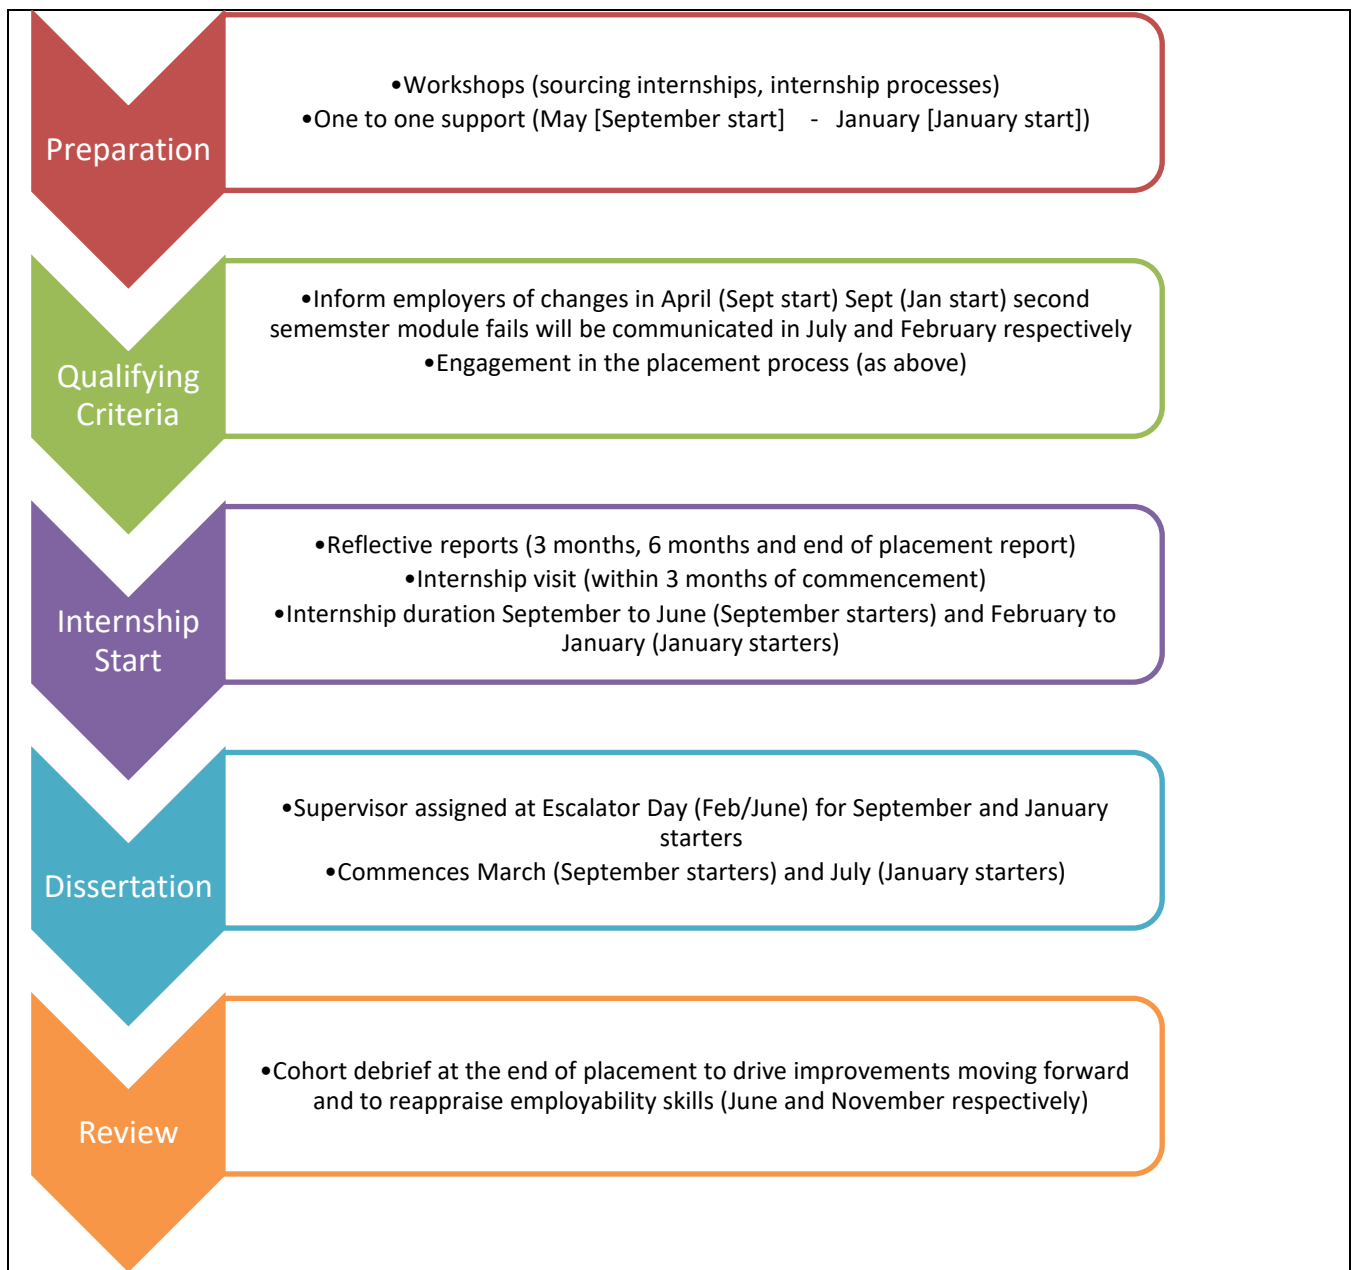 Preparation
•Workshops (sourcing internships, internship processes)
•One to one support (May [September start]    -   January [January start])
Qualifying
Criteria
•Inform employers of changes in April (Sept start) Sept (Jan start) second
sememster module fails will be communicated in July and February respectively
•Engagement in the placement process (as above)
Internship
Start
•Reflective reports (3 months, 6 months and end of placement report)
•Internship visit (within 3 months of commencement)
•Internship duration September to June (September starters) and February to
January (January starters)
Dissertation
•Supervisor assigned at Escalator Day (Feb/June) for September and January
starters
•Commences March (September starters) and July (January starters)
Review
•Cohort debrief at the end of placement to drive improvements moving forward
and to reappraise employability skills (June and November respectively)